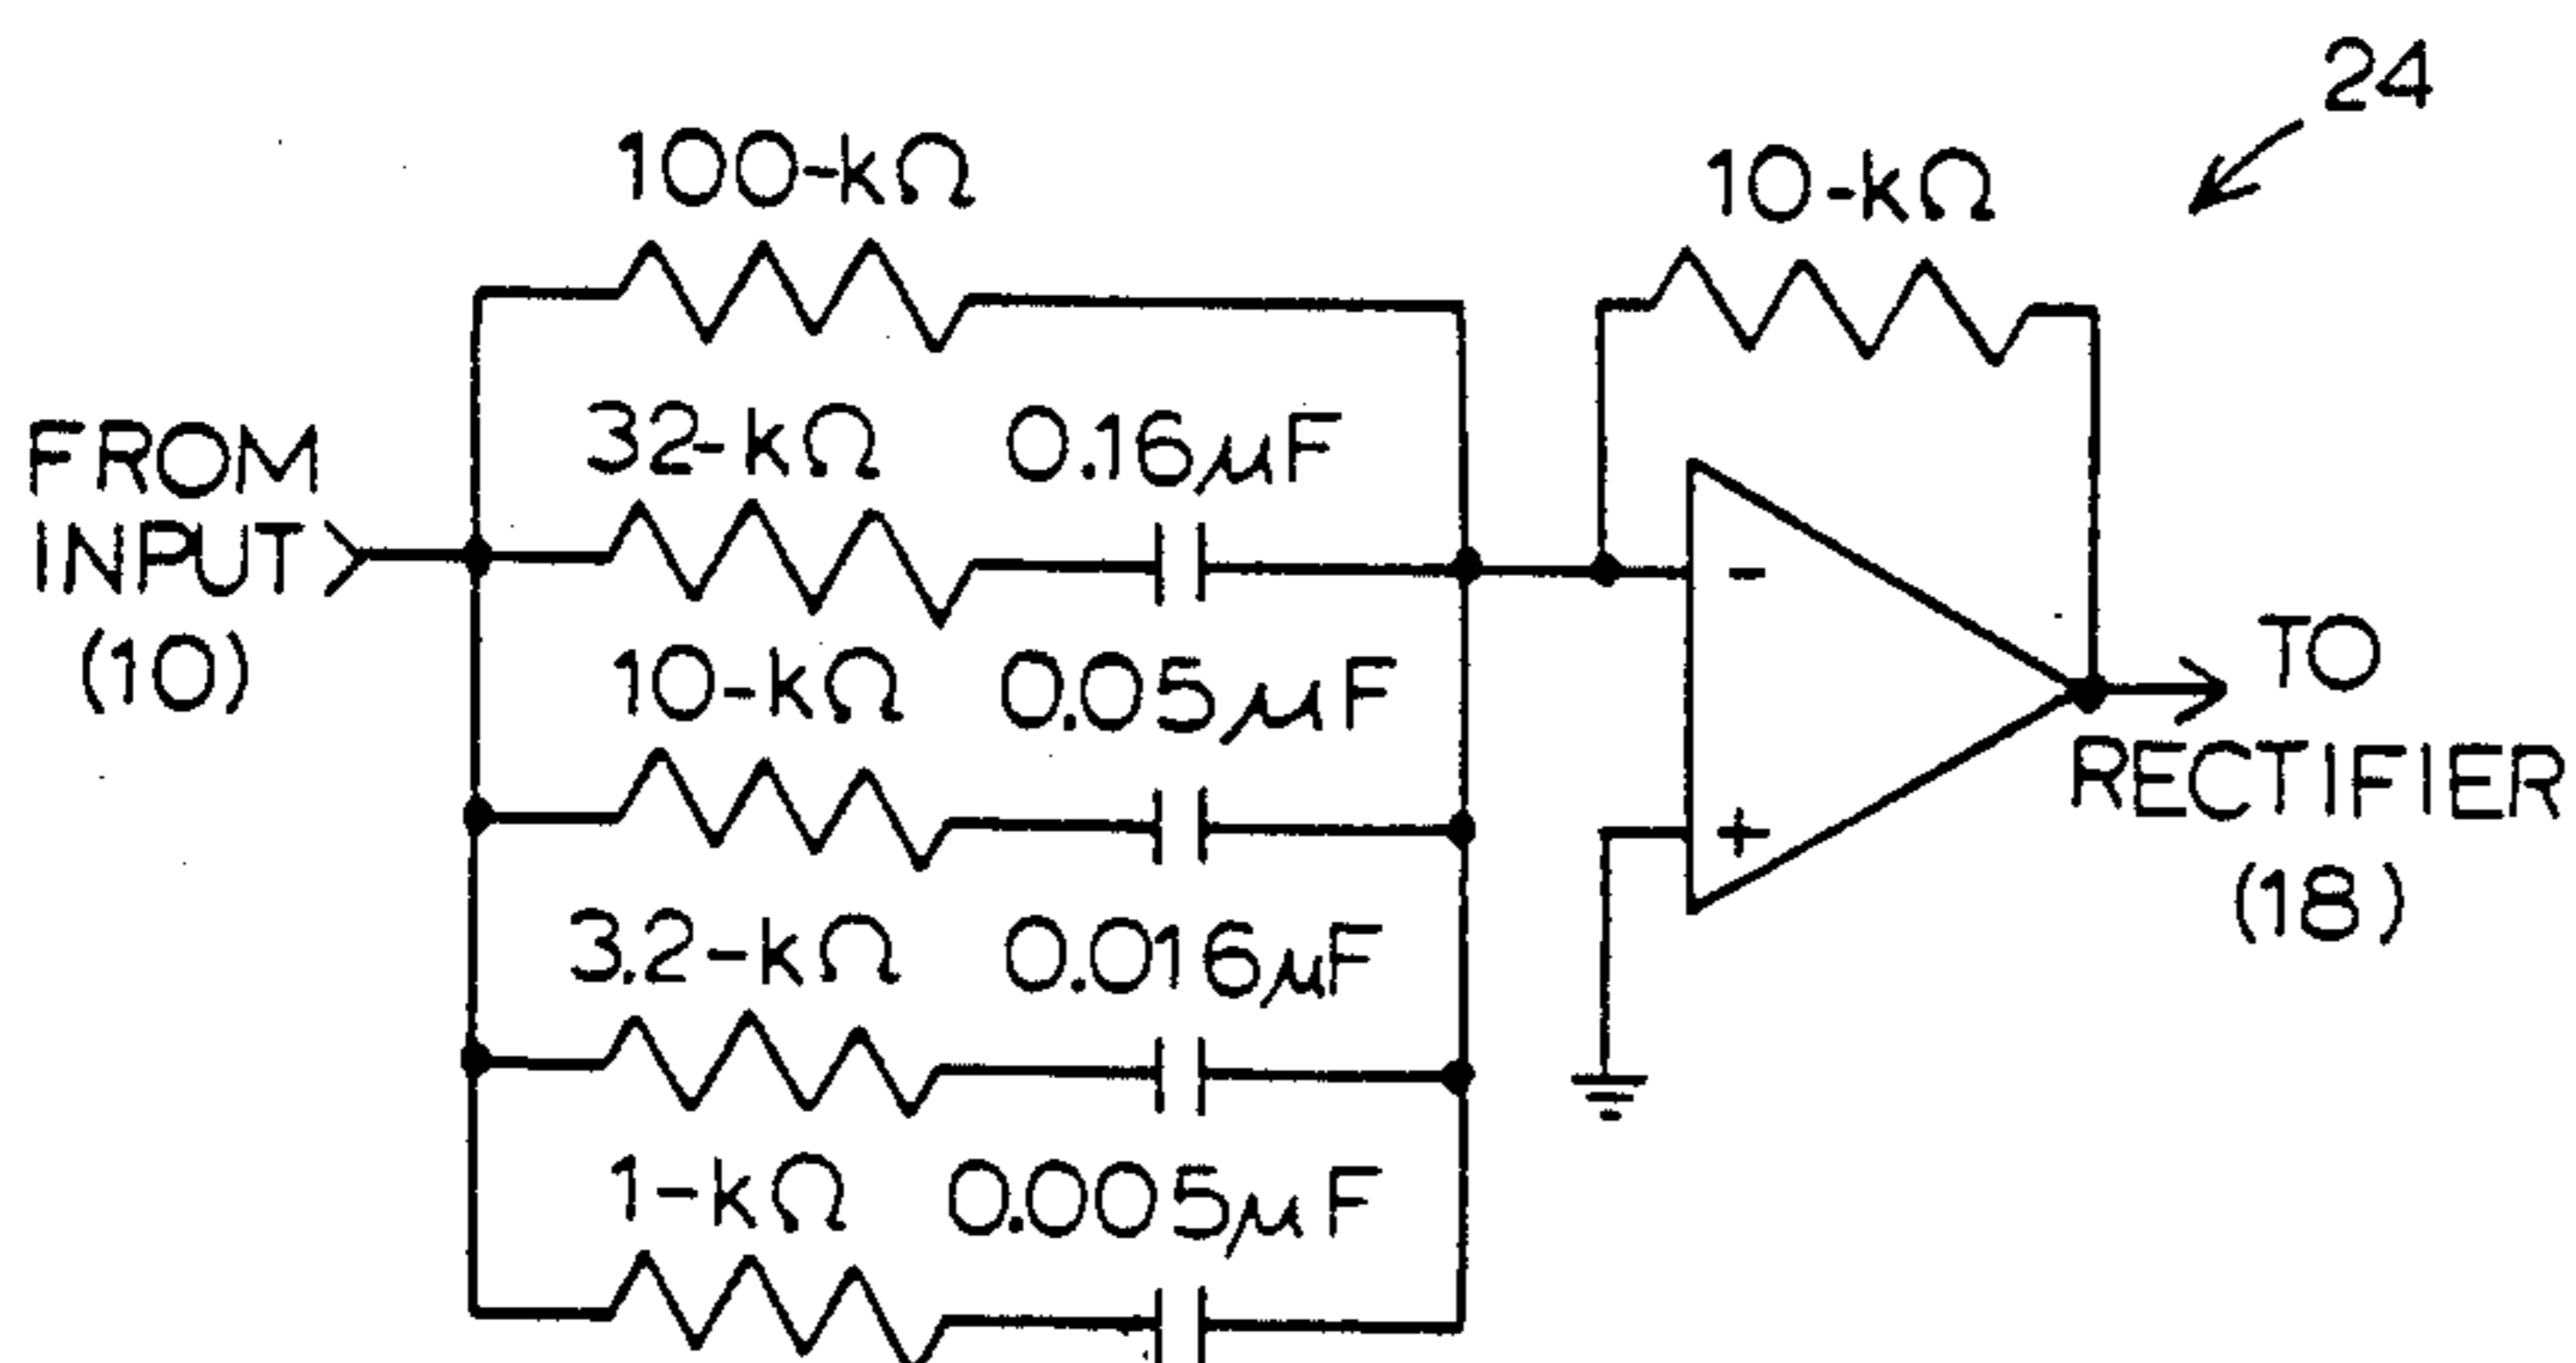 24
100-kΩ
10-kΩ
32-kΩ 0.16μF
FROM
INPUT
(10)
10-kΩ 0.05μF
-
+
TO
RECTIFIER
(18)
3.2-kΩ 0.016μF
1-kΩ 0.005μF